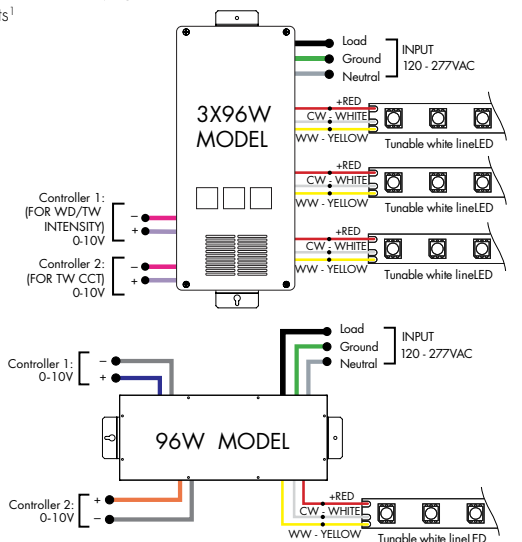 ts¹
Load
Ground
Neutral
INPUT
120 - 277VAC
3X96W
MODEL
+RED
CW - WHITE
WW - YELLOW
Tunable white lineLED
+RED
CW - WHITE
WW - YELLOW
Tunable white lineLED
+RED
CW - WHITE
WW - YELLOW
Tunable white lineLED
Controller 1:
(FOR WD/TW
INTENSITY)
0-10V
–
+
Controller 2:
(FOR TW CCT)
0-10V
–
+
Load
Ground
Neutral
INPUT
120 - 277VAC
Controller 1:
0-10V
–
+
96W MODEL
Controller 2:
0-10V
+
–
+RED
CW - WHITE
WW - YELLOW
Tunable white lineLED